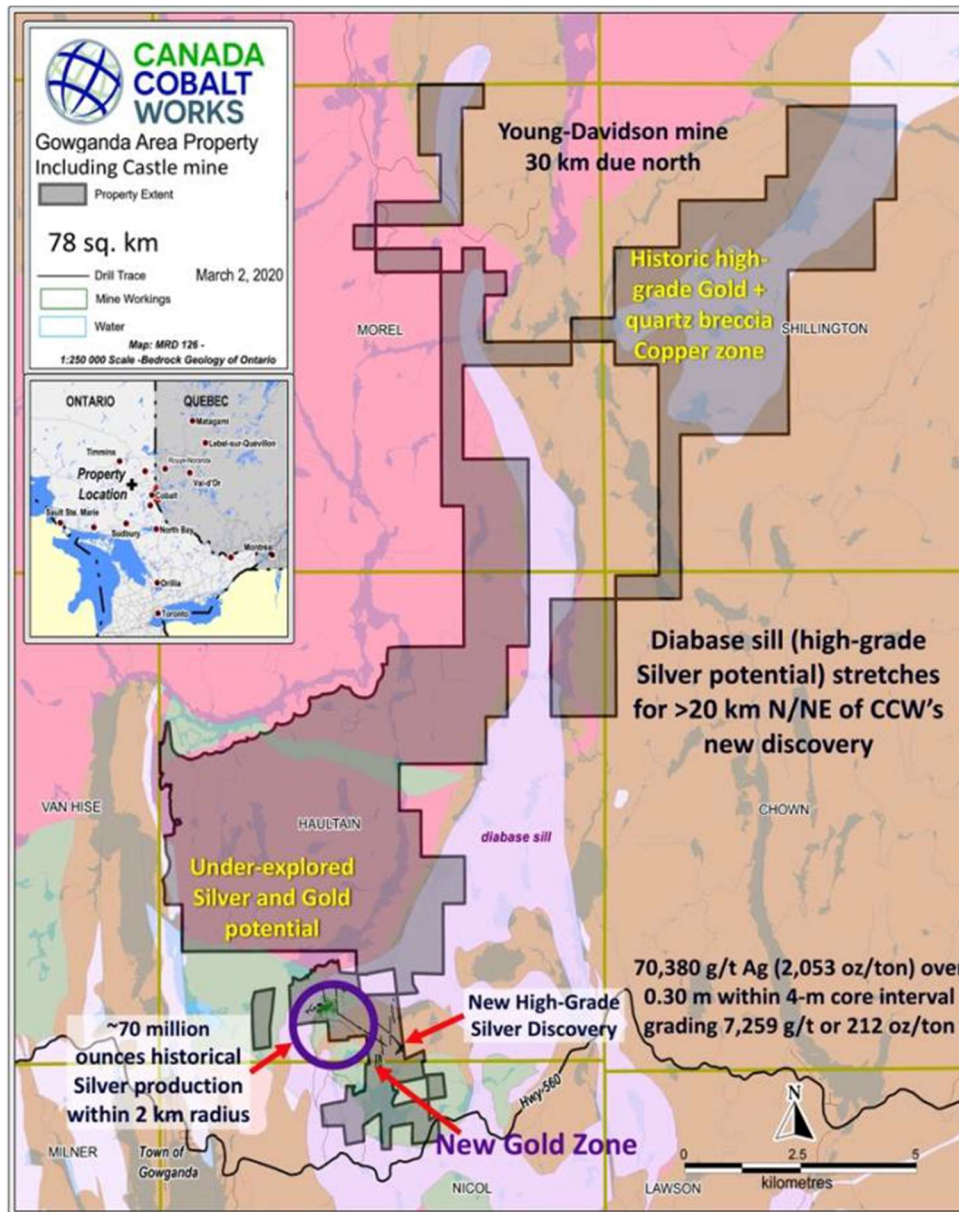 CANADA
COBALT
WORKS
Gowganda Area Property
Including Castle mine
Property Extent
78 sq. km
Drill Trace
March 2, 2020
Mine Workings
Water
Map: MRD 126 -
1:250 000 Scale -Bedrock Geology of Ontario
ONTARIO
QUEBEC
Matagami
Lebel-sur-Quevillon
Timmins
Rouyn-Noranda
Val-d'Or
Property
Location
Cobalt
Sault Ste. Marie
Sudbury
North Bay
Montreal
Orillia
Toronto
Young-Davidson mine
30 km due north
Historic high-
grade Gold +
quartz breccia
Copper zone
MOREL
SHILLINGTON
Diabase sill (high-grade
Silver potential) stretches
for >20 km N/NE of CCW's
new discovery
VAN HISE
HAULTAIN
CHOWN
diabase sill
Under-explored
Silver and Gold
potential
70,380 g/t Ag (2,053 oz/ton) over
0.30 m within 4-m core interval
grading 7,259 g/t or 212 oz/ton
New High-Grade
Silver Discovery
~70 million
ounces historical
Silver production
within 2 km radius
Hwy-560
New Gold Zone
N
MILNER
Town of
Gowganda
NICOL
LAWSON
0 2.5 5
kilometres